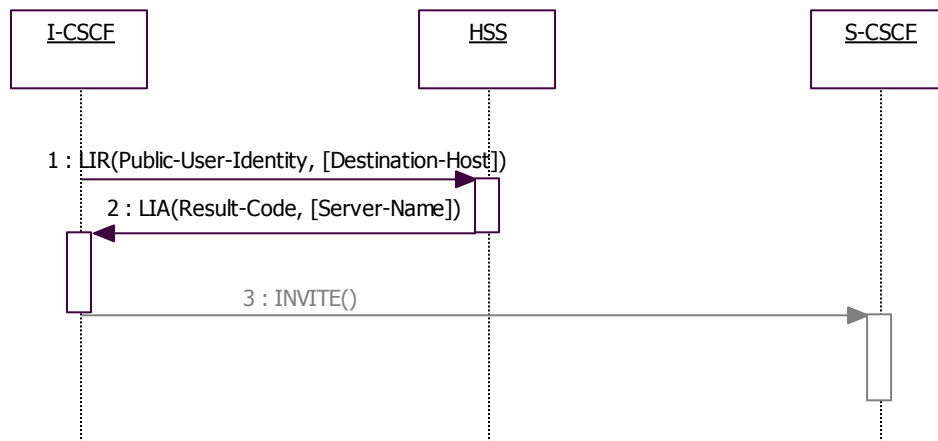 I-CSCF
HSS
S-CSCF
1 : LIR(Public-User-Identity, [Destination-Host])
2 : LIA(Result-Code, [Server-Name])
3 : INVITE()